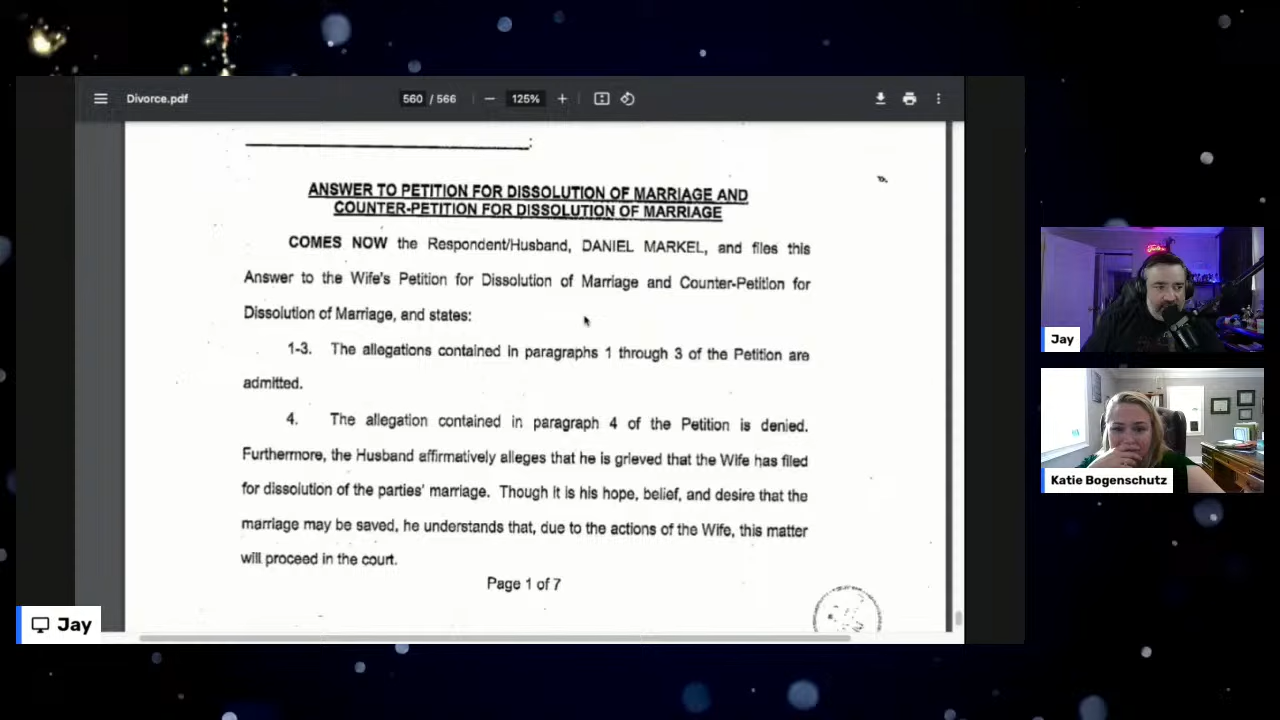 Divorce.pdf
560 / 566
125%
ANSWER TO PETITION FOR DISSOLUTION OF MARRIAGE AND
COUNTER-PETITION FOR DISSOLUTION OF MARRIAGE
COMES NOW the Respondent/Husband, DANIEL MARKEL, and files this
Answer to the Wife's Petition for Dissolution of Marriage and Counter-Petition for
Dissolution of Marriage, and states:
1-3. The allegations contained in paragraphs 1 through 3 of the Petition are
admitted.
4. The allegation contained in paragraph 4 of the Petition is denied.
Furthermore, the Husband affirmatively alleges that he is grieved that the Wife has filed
for dissolution of the parties' marriage. Though it is his hope, belief, and desire that the
marriage may be saved, he understands that, due to the actions of the Wife, this matter
will proceed in the court.
Page 1 of 7
Jay
Jay
Katie Bogenschutz